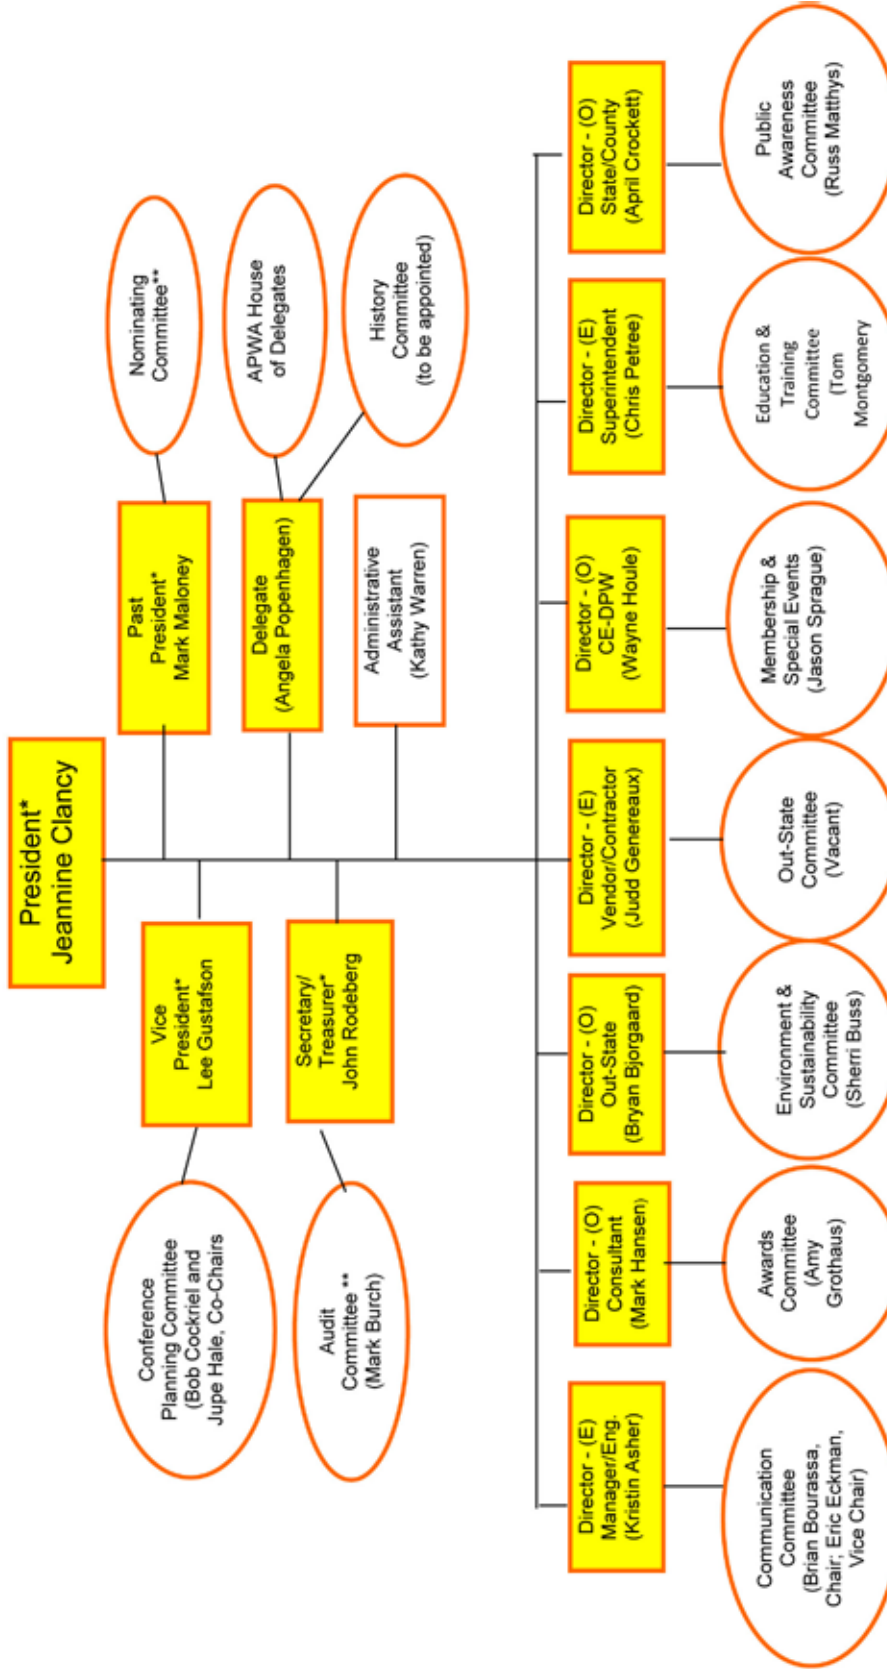 President*
Jeannine Clancy
Vice
President*
Lee Gustafson
Past
President*
Mark Maloney
Nominating
Committee**
Conference
Planning Committee
(Bob Cockriel and
Jupe Hale, Co-Chairs
Secretary/
Treasurer*
John Rodeberg
Delegate
(Angela Popenhagen)
APWA House
of Delegates
Audit
Committee **
(Mark Burch)
Administrative
Assistant
(Kathy Warren)
History
Committee
(to be appointed)
Director - (E)
Manager/Eng.
(Kristin Asher)
Director - (O)
Consultant
(Mark Hansen)
Director - (O)
Out-State
(Bryan Bjorgaard)
Director - (E)
Vendor/Contractor
(Judd Genereaux)
Director - (O)
CE-DPW
(Wayne Houle)
Director - (E)
Superintendent
(Chris Petree)
Director - (O)
State/County
(April Crockett)
Communication
Committee
(Brian Bourassa,
Chair; Eric Eckman,
Vice Chair)
Awards
Committee
(Amy
Grothaus)
Environment &
Sustainability
Committee
(Sherri Buss)
Out-State
Committee
(Vacant)
Membership &
Special Events
(Jason Sprague)
Education &
Training
Committee
(Tom
Montgomery
Public
Awareness
Committee
(Russ Matthys)